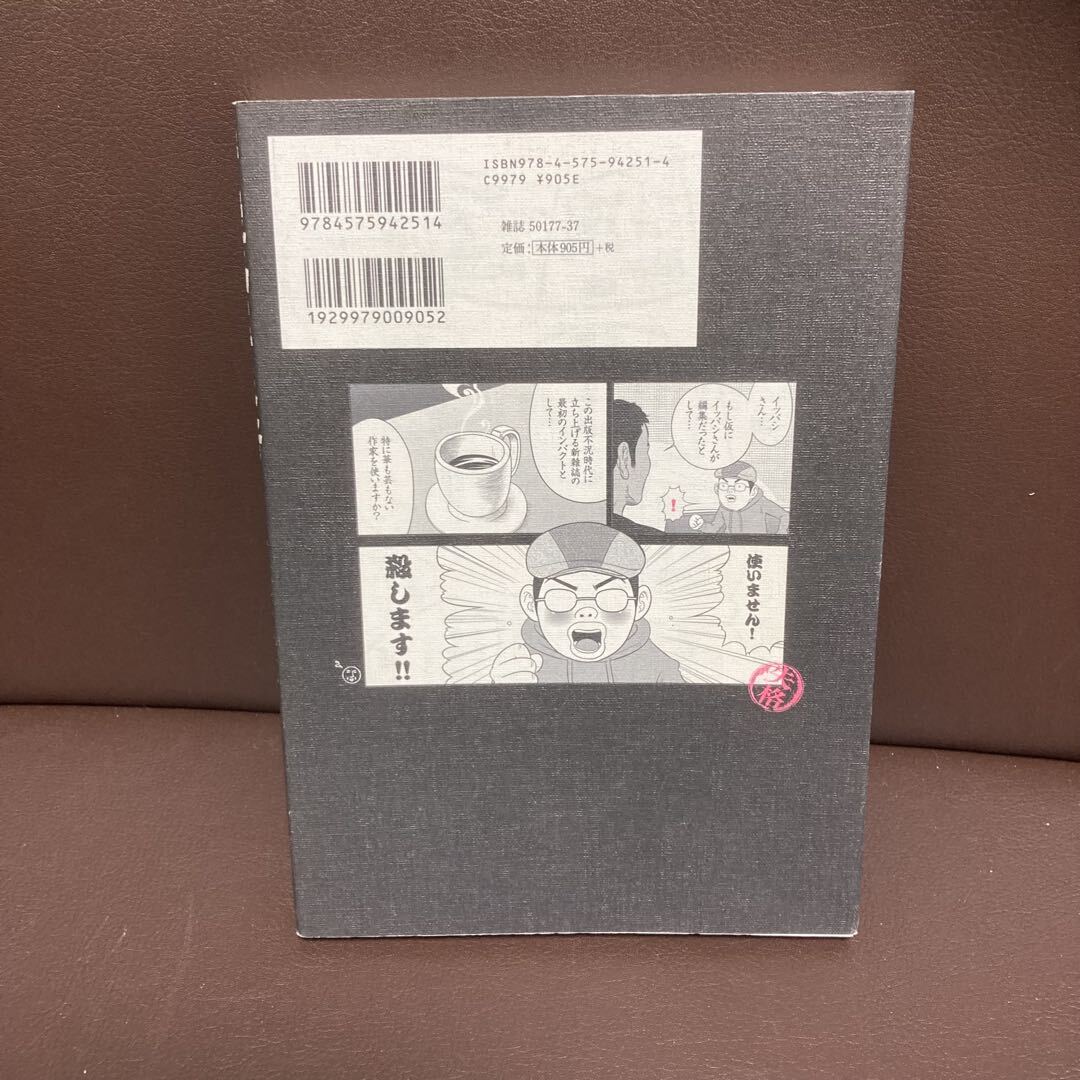 9784575942514
1929979009052
ISBN978-4-575-94251-4
C9979 ¥905E
雑誌 50177-37
定価:本体905円+税
イッパシ
さん…
もし仮に
イッパシさんが
編集だったと
して…
!
この出版不況時代に
立ち上げる新雑誌の
最初のインパクトと
して…
特に華も芸もない
作家を使いますか?
使いません!
殺します!!
失格